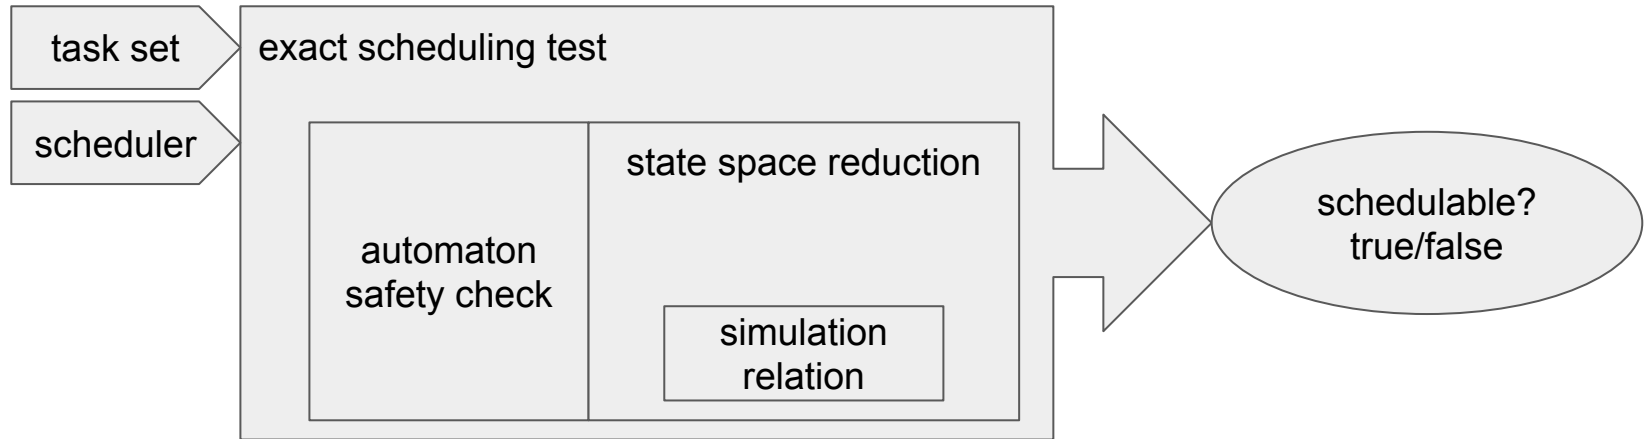 task set
exact scheduling test
scheduler
state space reduction
automaton
safety check
simulation
relation
schedulable?
true/false